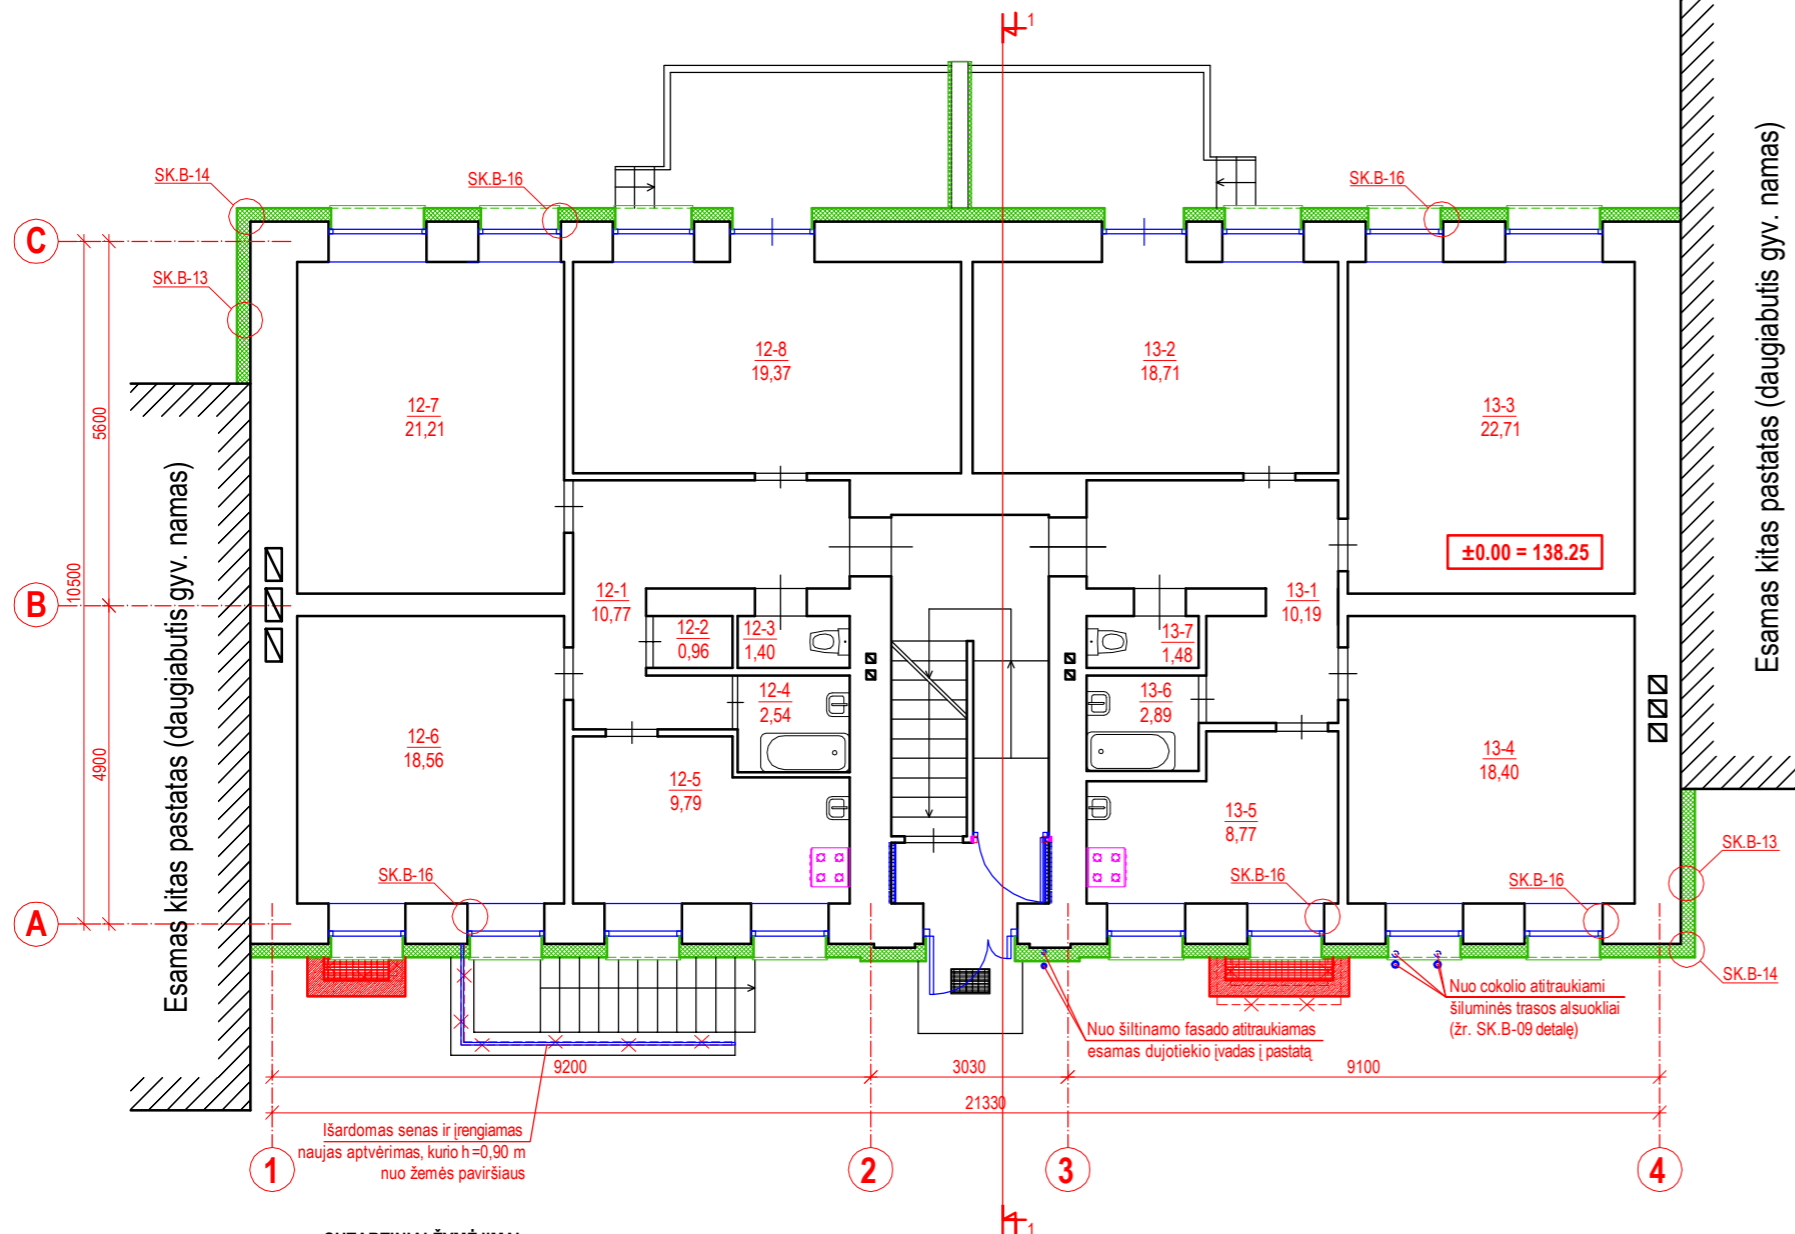 1
SK.B-14
SK.B-16
SK.B-16
C
SK.B-13
12-8
19,37
13-2
18,71
12-7
21,21
13-3
22,71
5600
10500
4900
Esamas kitas pastatas (daugiabutis gyv. namas)
Esamas kitas pastatas (daugiabutis gyv. namas)
±0.00 = 138.25
B
12-1
10,77
12-2
0,96
12-3
1,40
13-7
1,48
13-1
10,19
12-4
2,54
13-6
2,89
12-6
18,56
12-5
9,79
13-5
8,77
13-4
18,40
SK.B-13
SK.B-16
SK.B-16
SK.B-16
A
SK.B-14
Nuo cokolio atitraukiami
šiluminės trasos alsuokliai
(žr. SK.B-09 detalę)
Nuo šiltinamo fasado atitraukiamas
esamas dujotiekio įvadas į pastatą
9200
3030
9100
21330
Išardomas senas ir įrengiamas
naujas aptvėrimas, kurio h=0,90 m
nuo žemės paviršiaus
1
2
3
4
1